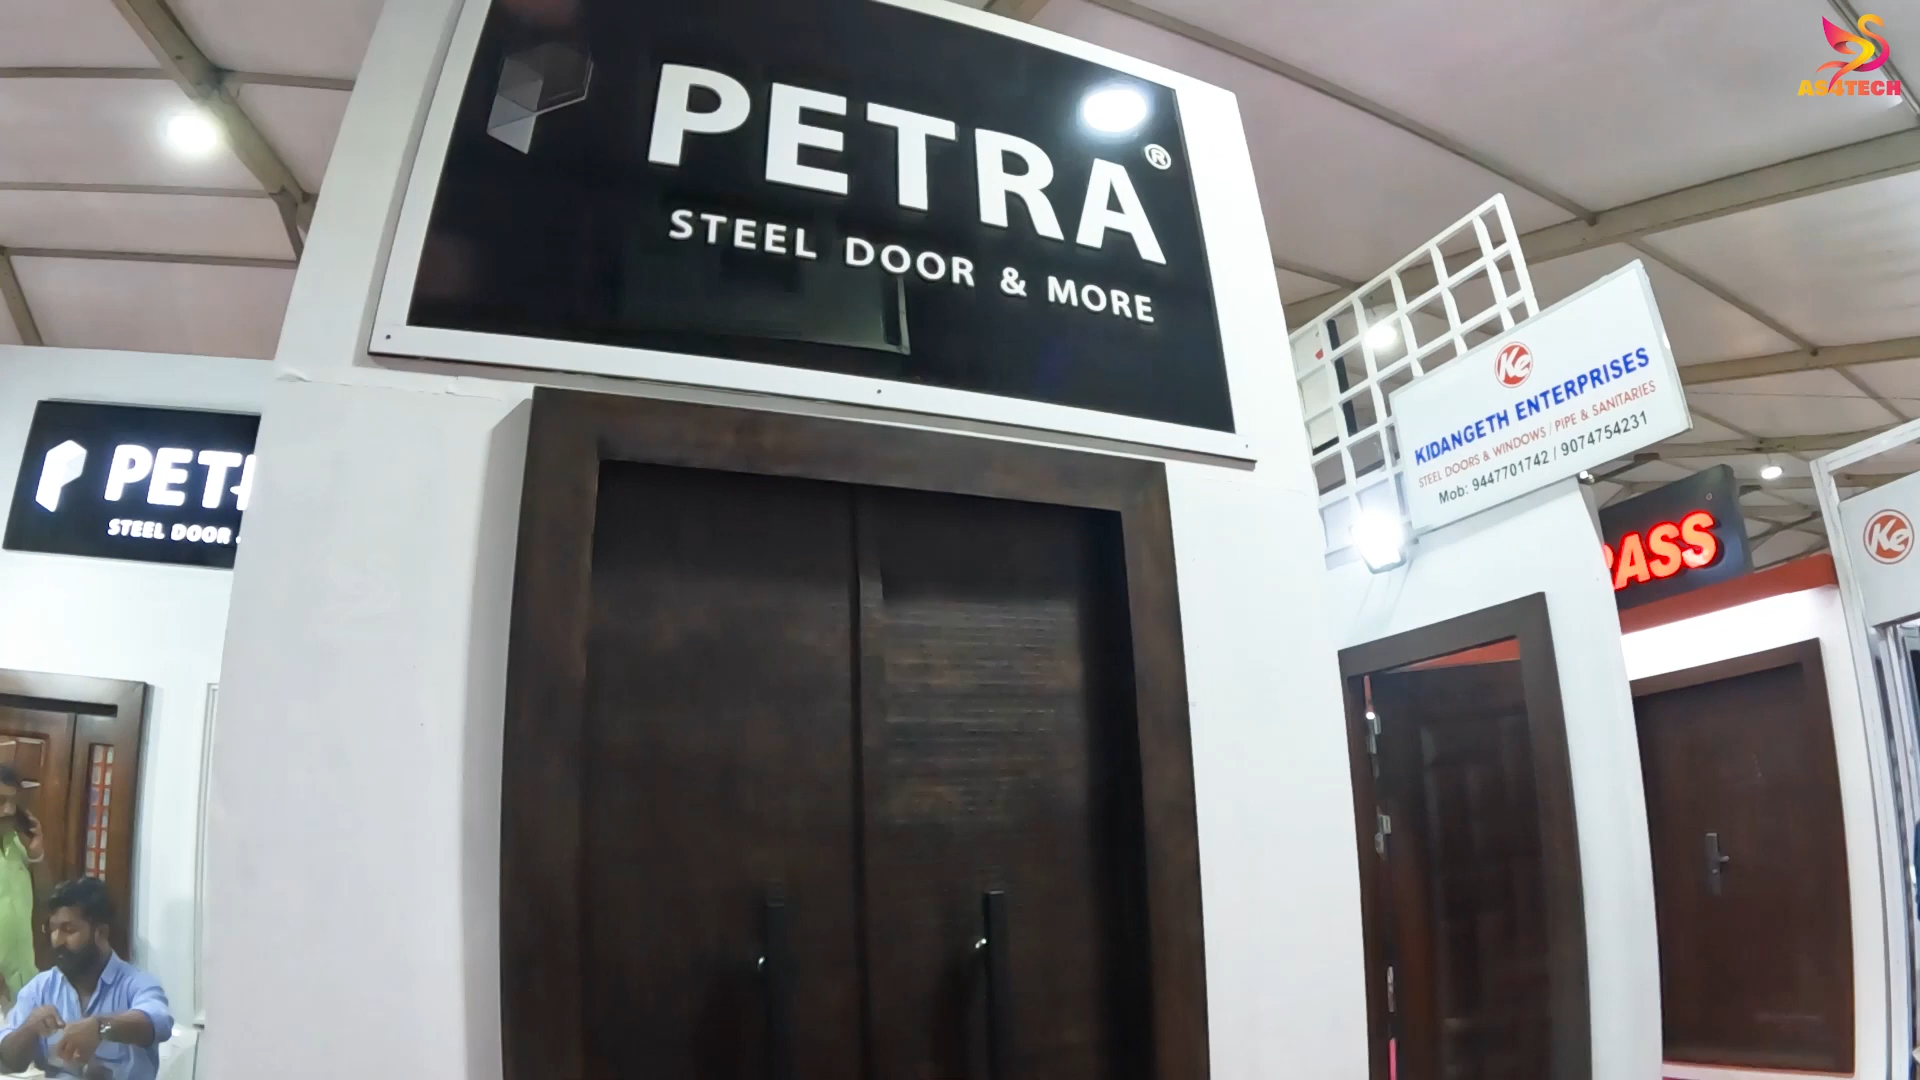 AS4TECH
PETRA®
STEEL DOOR & MORE
Ke
KIDANGETH ENTERPRISES
STEEL DOORS & WINDOWS / PIPE & SANITARIES
Mob: 9447701742 / 9074754231
PET
STEEL DOOR
ASS
Ke